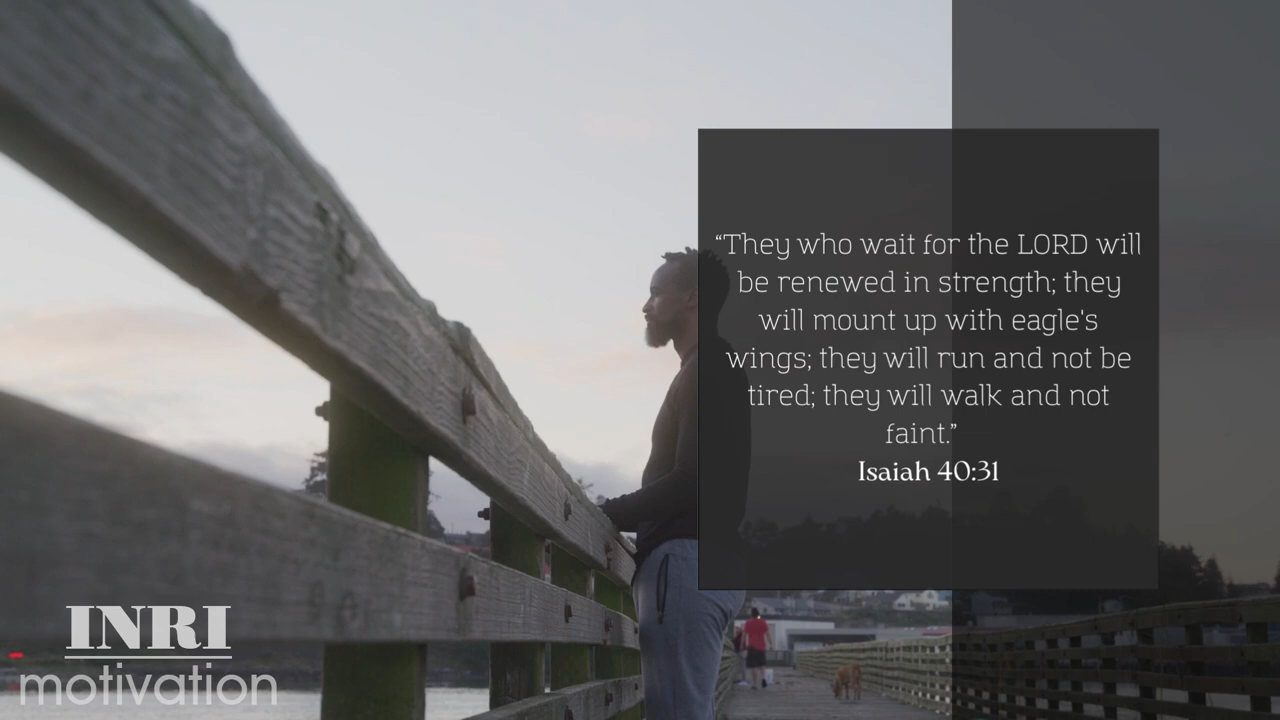 “They who wait for the LORD will
be renewed in strength; they
will mount up with eagle's
wings; they will run and not be
tired; they will walk and not
faint.”
Isaiah 40:31
INRI
motivation